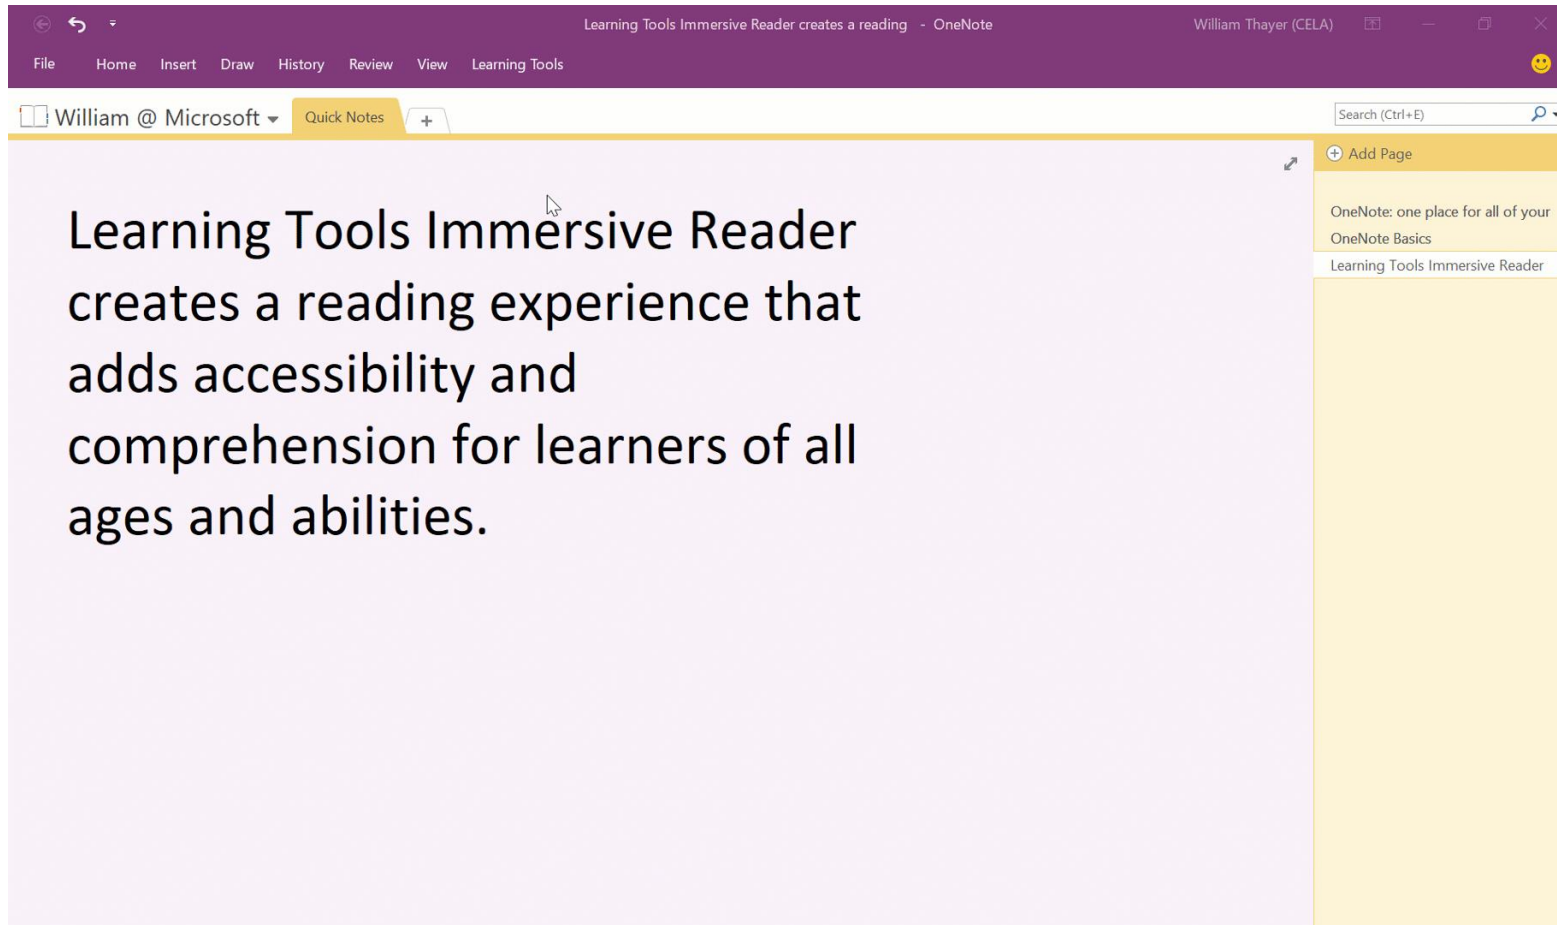 Learning Tools Immersive Reader creates a reading - OneNote
William Thayer (CELA)
File Home Insert Draw History Review View Learning Tools
William @ Microsoft
Quick Notes
+
Search (Ctrl+E)
Add Page
OneNote: one place for all of your
OneNote Basics
Learning Tools Immersive Reader
Learning Tools Immersive Reader
creates a reading experience that
adds accessibility and
comprehension for learners of all
ages and abilities.